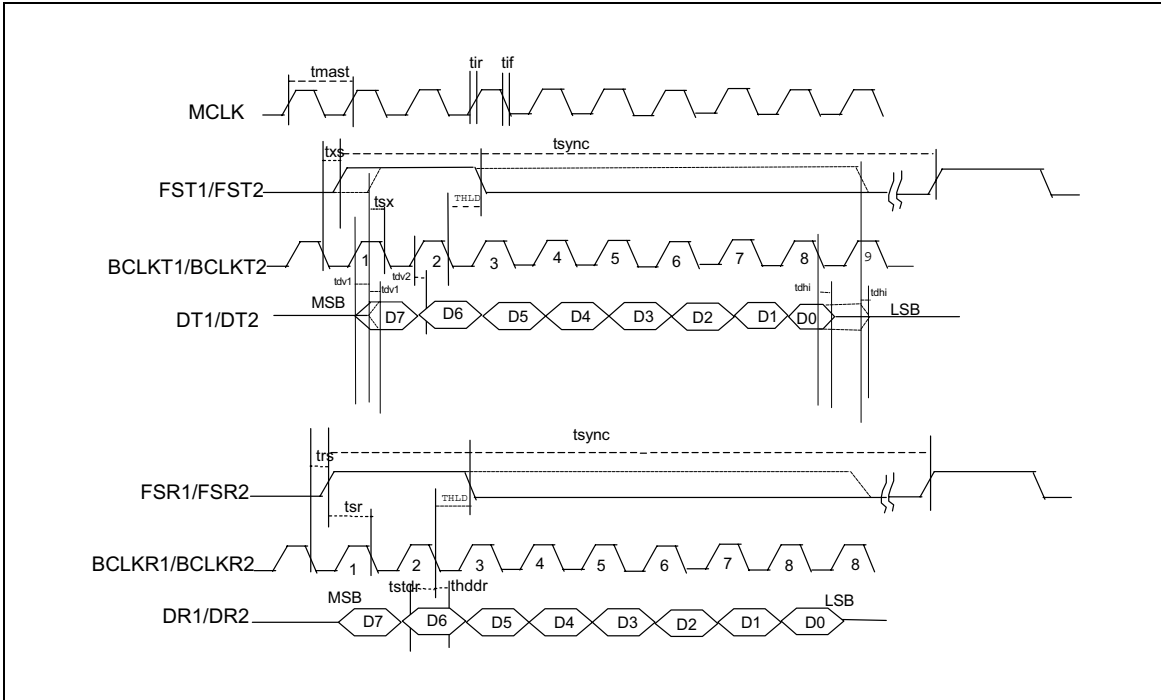 tmast tir tif
MCLK
txs tsync
FST1/FST2
tsx THLD
BCLKT1/BCLKT2 1 2 3 4 5 6 7 8 9
tdv1 tdv1 tdv2 tdhi tdhi
MSB LSB
DT1/DT2 D7 D6 D5 D4 D3 D2 D1 D0
trs tsync
FSR1/FSR2
tsr THLD
BCLKR1/BCLKR2 1 2 3 4 5 6 7 8 8
tstdr thddr
MSB LSB
DR1/DR2 D7 D6 D5 D4 D3 D2 D1 D0